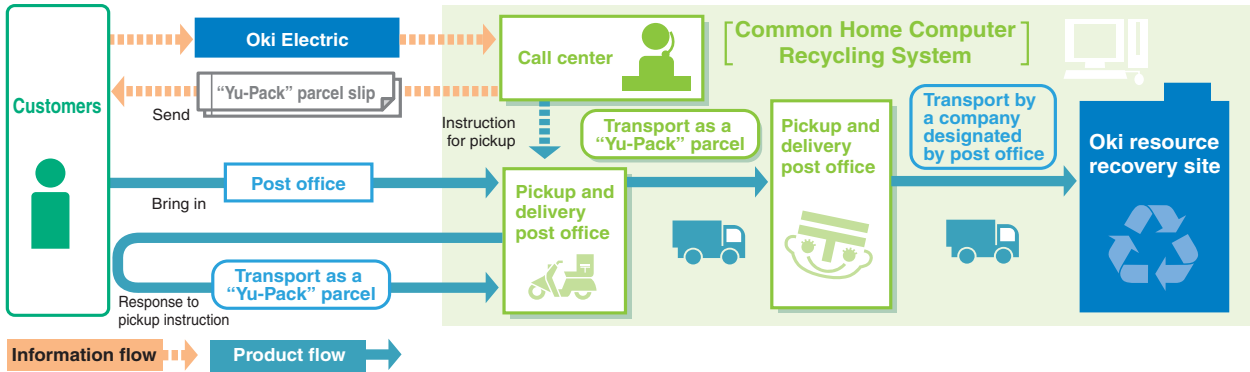 Customers
Oki Electric
“Yu-Pack” parcel slip
Send
Call center
[Common Home Computer
Recycling System]
Instruction
for pickup
Post office
Bring in
Pickup and
delivery
post office
Transport as a
“Yu-Pack” parcel
Response to
pickup instruction
Transport as a
“Yu-Pack” parcel
Pickup and
delivery
post office
Transport by
a company
designated
by post office
Oki resource
recovery site
Information flow
Product flow